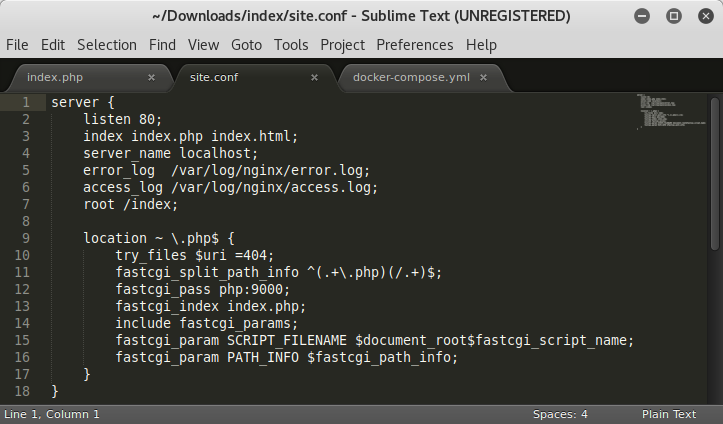 ~/Downloads/index/site.conf - Sublime Text (UNREGISTERED)
File Edit Selection Find View Goto Tools Project Preferences Help
index.php × site.conf × docker-compose.yml ×
1 server {
2     listen 80;
3     index index.php index.html;
4     server_name localhost;
5     error_log  /var/log/nginx/error.log;
6     access_log /var/log/nginx/access.log;
7     root /index;
8
9     location ~ \.php$ {
10         try_files $uri =404;
11         fastcgi_split_path_info ^(.+\.php)(/.+)$;
12         fastcgi_pass php:9000;
13         fastcgi_index index.php;
14         include fastcgi_params;
15         fastcgi_param SCRIPT_FILENAME $document_root$fastcgi_script_name;
16         fastcgi_param PATH_INFO $fastcgi_path_info;
17     }
18 }
Line 1, Column 1 Spaces: 4 Plain Text